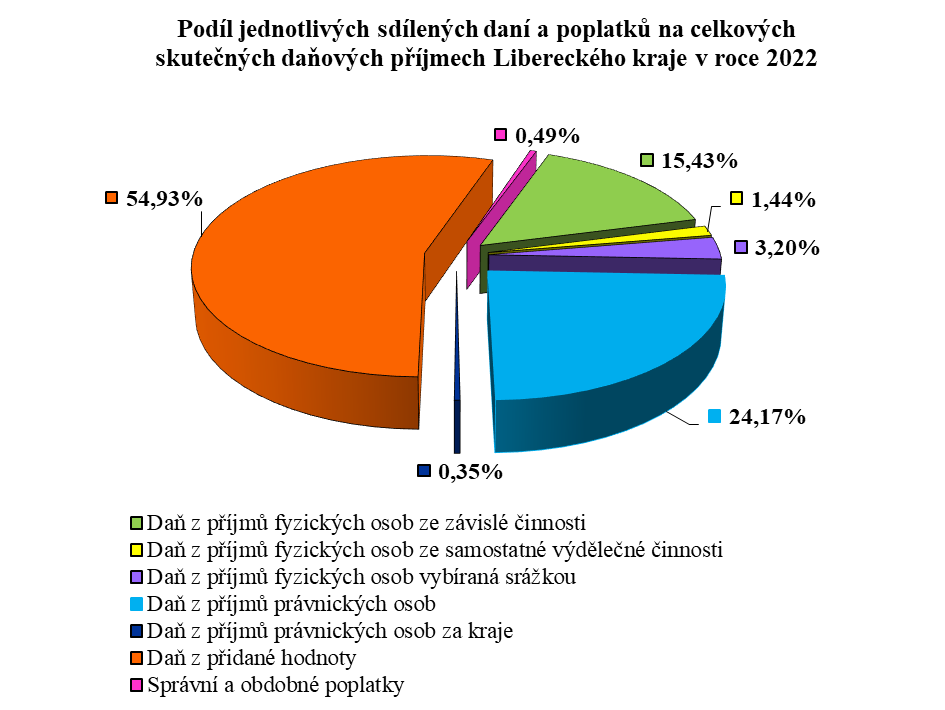 Podíl jednotlivých sdílených daní a poplatků na celkových
skutečných daňových příjmech Libereckého kraje v roce 2022
0,49%
15,43%
54,93%
1,44%
3,20%
24,17%
0,35%
Daň z příjmů fyzických osob ze závislé činnosti
Daň z příjmů fyzických osob ze samostatné výdělečné činnosti
Daň z příjmů fyzických osob vybíraná srážkou
Daň z příjmů právnických osob
Daň z příjmů právnických osob za kraje
Daň z přidané hodnoty
Správní a obdobné poplatky